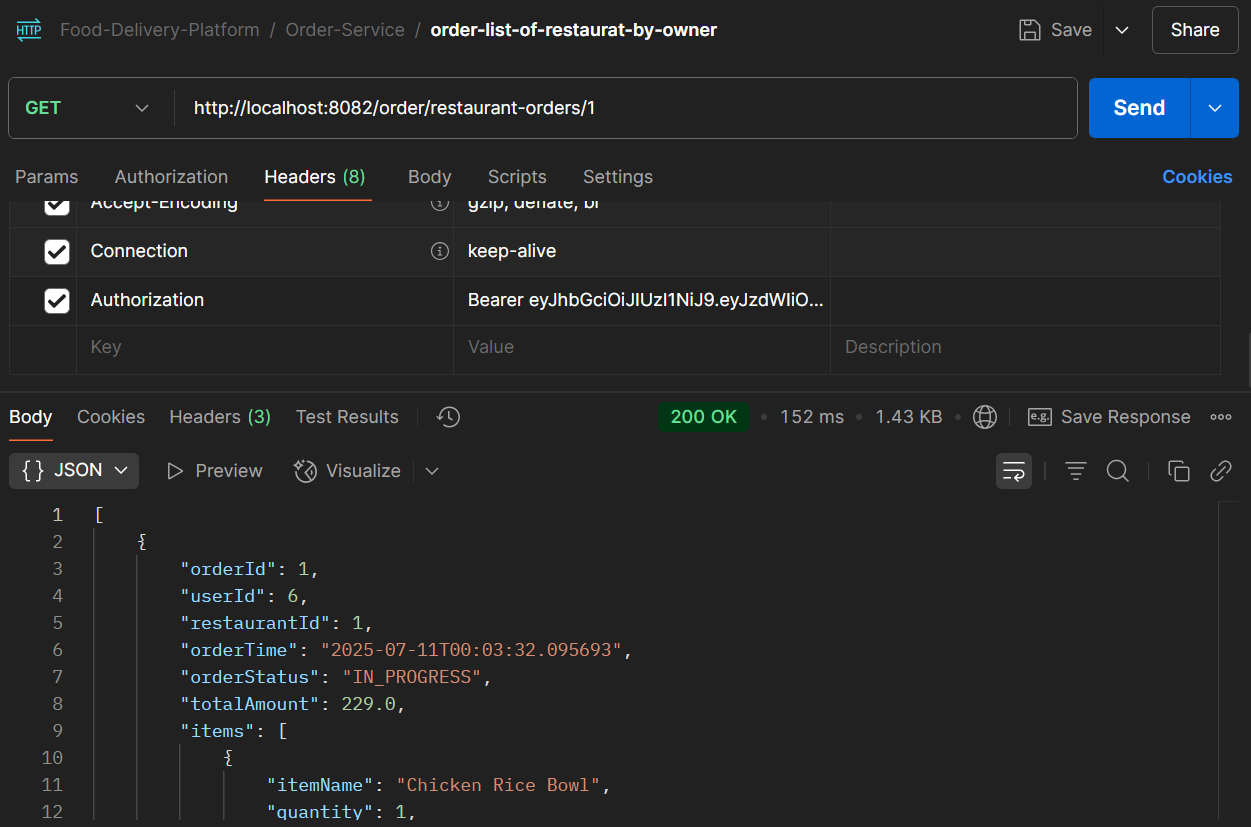 HTTP Food-Delivery-Platform / Order-Service / order-list-of-restaurat-by-owner Save Share
GET http://localhost:8082/order/restaurant-orders/1 Send
Params Authorization Headers (8) Body Scripts Settings Cookies
Accept-Encoding gzip, deflate, br
Connection keep-alive
Authorization Bearer eyJhbGciOiJIUzI1NiJ9.eyJzdWIiO...
Key Value Description
Body Cookies Headers (3) Test Results 200 OK • 152 ms • 1.43 KB • e.g. Save Response
{} JSON Preview Visualize
1 [
2 {
3 "orderId": 1,
4 "userId": 6,
5 "restaurantId": 1,
6 "orderTime": "2025-07-11T00:03:32.095693",
7 "orderStatus": "IN_PROGRESS",
8 "totalAmount": 229.0,
9 "items": [
10 {
11 "itemName": "Chicken Rice Bowl",
12 "quantity": 1,